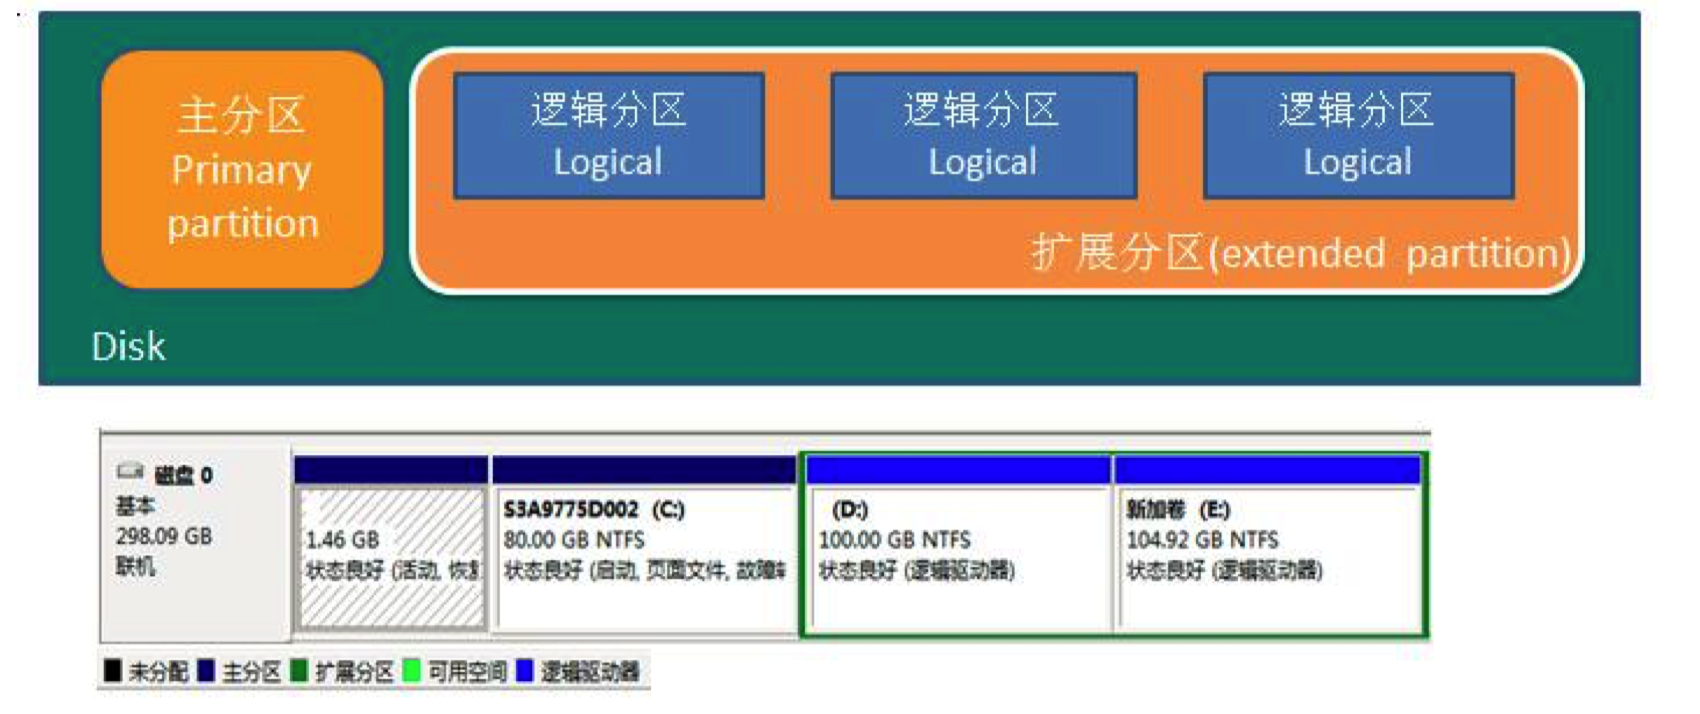 主分区
Primary
partition
逻辑分区
Logical
逻辑分区
Logical
逻辑分区
Logical
扩展分区(extended partition)
Disk
磁盘 0
基本
298.09 GB
联机
1.46 GB
状态良好 (活动, 恢复
S3A9775D002 (C:)
80.00 GB NTFS
状态良好 (启动, 页面文件, 故障转
(D:)
100.00 GB NTFS
状态良好 (逻辑驱动器)
新加卷 (E:)
104.92 GB NTFS
状态良好 (逻辑驱动器)
未分配 主分区 扩展分区 可用空间 逻辑驱动器